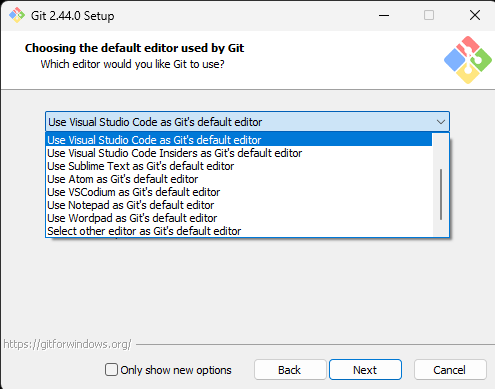 Git 2.44.0 Setup
Choosing the default editor used by Git
Which editor would you like Git to use?
Use Visual Studio Code as Git's default editor
Use Visual Studio Code as Git's default editor
Use Visual Studio Code Insiders as Git's default editor
Use Sublime Text as Git's default editor
Use Atom as Git's default editor
Use VSCodium as Git's default editor
Use Notepad as Git's default editor
Use Wordpad as Git's default editor
Select other editor as Git's default editor
https://gitforwindows.org/
Only show new options
Back
Next
Cancel